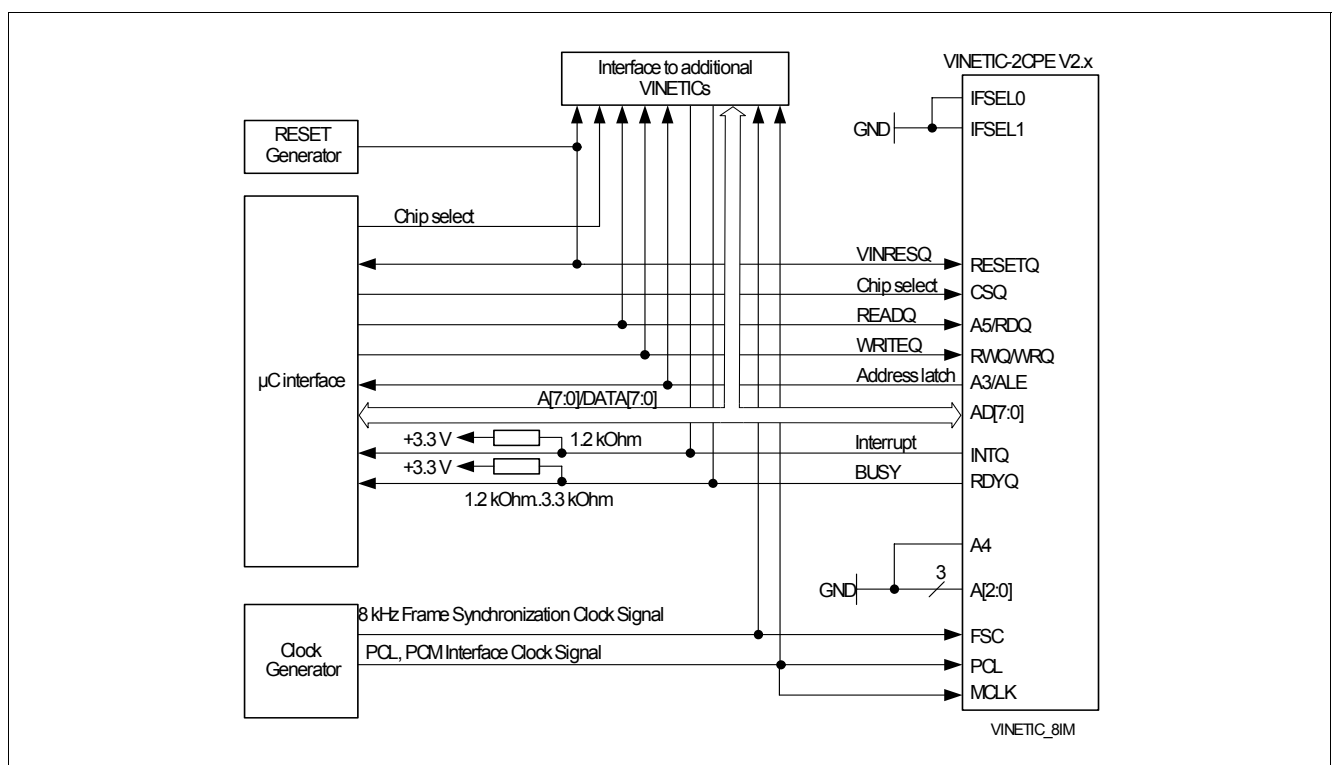 Interface to additional
VINETICs
VINETIC-2CPE V2.x
IFSEL0
GND
IFSEL1
RESET
Generator
Chip select
VINRESQ
RESETQ
Chip select
CSQ
READQ
A5/RDQ
WRITEQ
RWQ/WRQ
µC interface
Address latch
A3/ALE
A[7:0]/DATA[7:0]
AD[7:0]
+3.3 V
1.2 kOhm
Interrupt
INTQ
+3.3 V
BUSY
RDYQ
1.2 kOhm..3.3 kOhm
A4
GND
3
A[2:0]
8 kHz Frame Synchronization Clock Signal
FSC
Clock
Generator
PCL, PCM Interface Clock Signal
PCL
MCLK
VINETIC_8IM